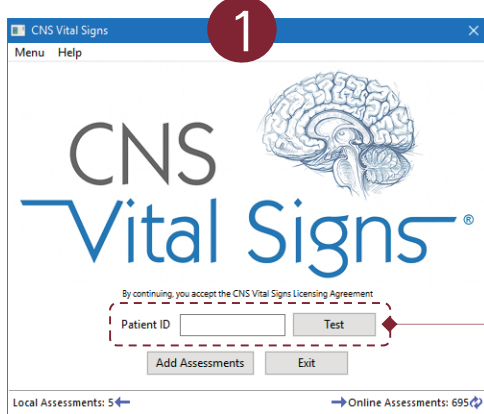 1
CNS Vital Signs
Menu Help
CNS
Vital Signs®
By continuing, you accept the CNS Vital Signs Licensing Agreement
Patient ID Test
Add Assessments Exit
Local Assessments: 5 Online Assessments: 695